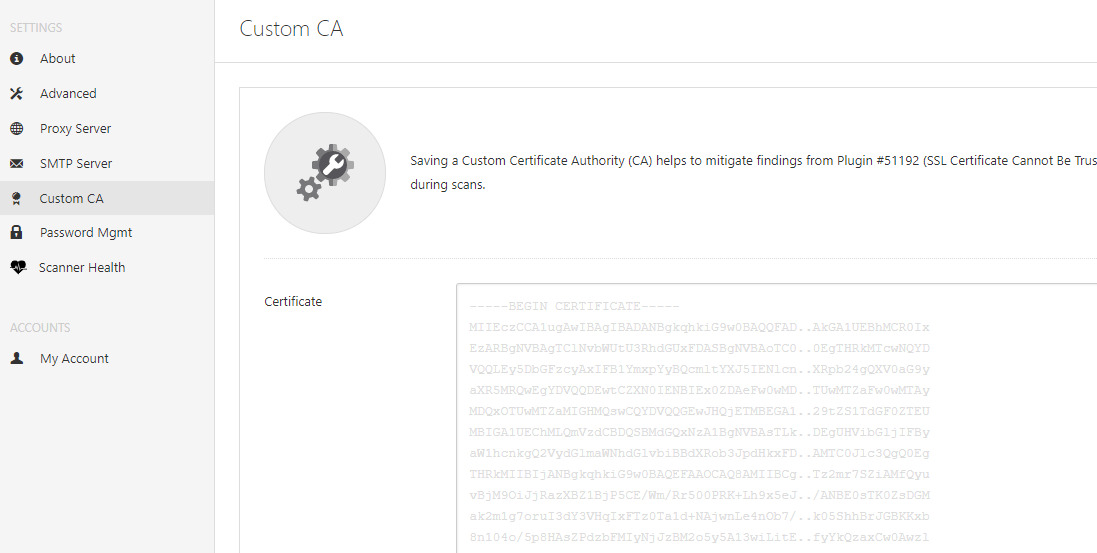 SETTINGS
About
Advanced
Proxy Server
SMTP Server
Custom CA
Password Mgmt
Scanner Health
ACCOUNTS
My Account
Custom CA
Saving a Custom Certificate Authority (CA) helps to mitigate findings from Plugin #51192 (SSL Certificate Cannot Be Trus
during scans.
Certificate
-----BEGIN CERTIFICATE-----
MIIEczCCA1ugAwIBAgIBADANBgkqhkiG9w0BAQQFAD..AkGA1UEBhMCR0Ix
EzARBgNVBAgTClNvbWUtU3RhdGUxFDASBgNVBAoTC0..0EgTHRkMTcwNQYD
VQQLEy5DbGFzcyAxIFB1YmxpYyBQcmltYXJ5IENlcn..XRpb24gQXV0aG9y
aXR5MRQwEgYDVQQDEwtCZXN0IENBIEx0ZDAeFw0wMD..TUwMTZaFw0wMTAy
MDQxOTUwMTZaMIGHMQswCQYDVQQGEwJHQjETMBEGA1..29tZS1TdGF0ZTEU
MBIGA1UEChMLQmVzdCBDQSBMdGQxNzA1BgNVBAsTLk..DEgUHVibGljIFBy
aW1hcnkgQ2VydGlmaWNhdGlvbiBBdXRob3JpdHkxFD..AMTC0Jlc3QgQ0Eg
THRkMIIBIjANBgkqhkiG9w0BAQEFAAOCAQ8AMIIBCg..Tz2mr7SZiAMfQyu
vBjM9OiJjRazXBZ1BjP5CE/Wm/Rr500PRK+Lh9x5eJ../ANBE0sTK0ZsDGM
ak2m1g7oruI3dY3VHqIxFTz0Ta1d+NAjwnLe4nOb7/..k05ShhBrJGBKKxb
8n104o/5p8HAsZPdzbFMIyNjJzBM2o5y5A13wiLitE..fyYkQzaxCw0Awzl